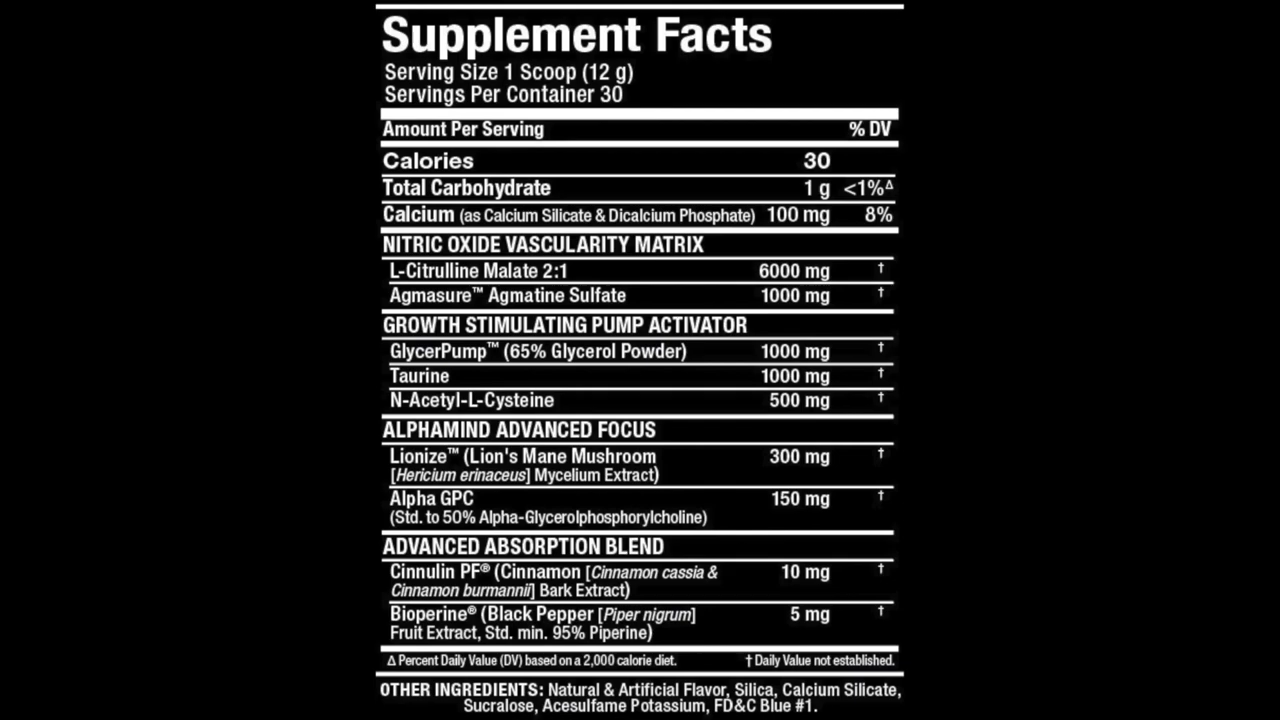 Supplement Facts
Serving Size 1 Scoop (12 g)
Servings Per Container 30
Amount Per Serving % DV
Calories 30
Total Carbohydrate 1 g <1%Δ
Calcium (as Calcium Silicate & Dicalcium Phosphate) 100 mg 8%
NITRIC OXIDE VASCULARITY MATRIX
L-Citrulline Malate 2:1 6000 mg †
Agmasure™ Agmatine Sulfate 1000 mg †
GROWTH STIMULATING PUMP ACTIVATOR
GlycerPump™ (65% Glycerol Powder) 1000 mg †
Taurine 1000 mg †
N-Acetyl-L-Cysteine 500 mg †
ALPHAMIND ADVANCED FOCUS
Lionize™ (Lion's Mane Mushroom 300 mg †
[Hericium erinaceus] Mycelium Extract)
Alpha GPC 150 mg †
(Std. to 50% Alpha-Glycerolphosphorylcholine)
ADVANCED ABSORPTION BLEND
Cinnulin PF® (Cinnamon [Cinnamon cassia & 10 mg †
Cinnamon burmannii] Bark Extract)
Bioperine® (Black Pepper [Piper nigrum] 5 mg †
Fruit Extract, Std. min. 95% Piperine)
Δ Percent Daily Value (DV) based on a 2,000 calorie diet. † Daily Value not established.
OTHER INGREDIENTS: Natural & Artificial Flavor, Silica, Calcium Silicate,
Sucralose, Acesulfame Potassium, FD&C Blue #1.